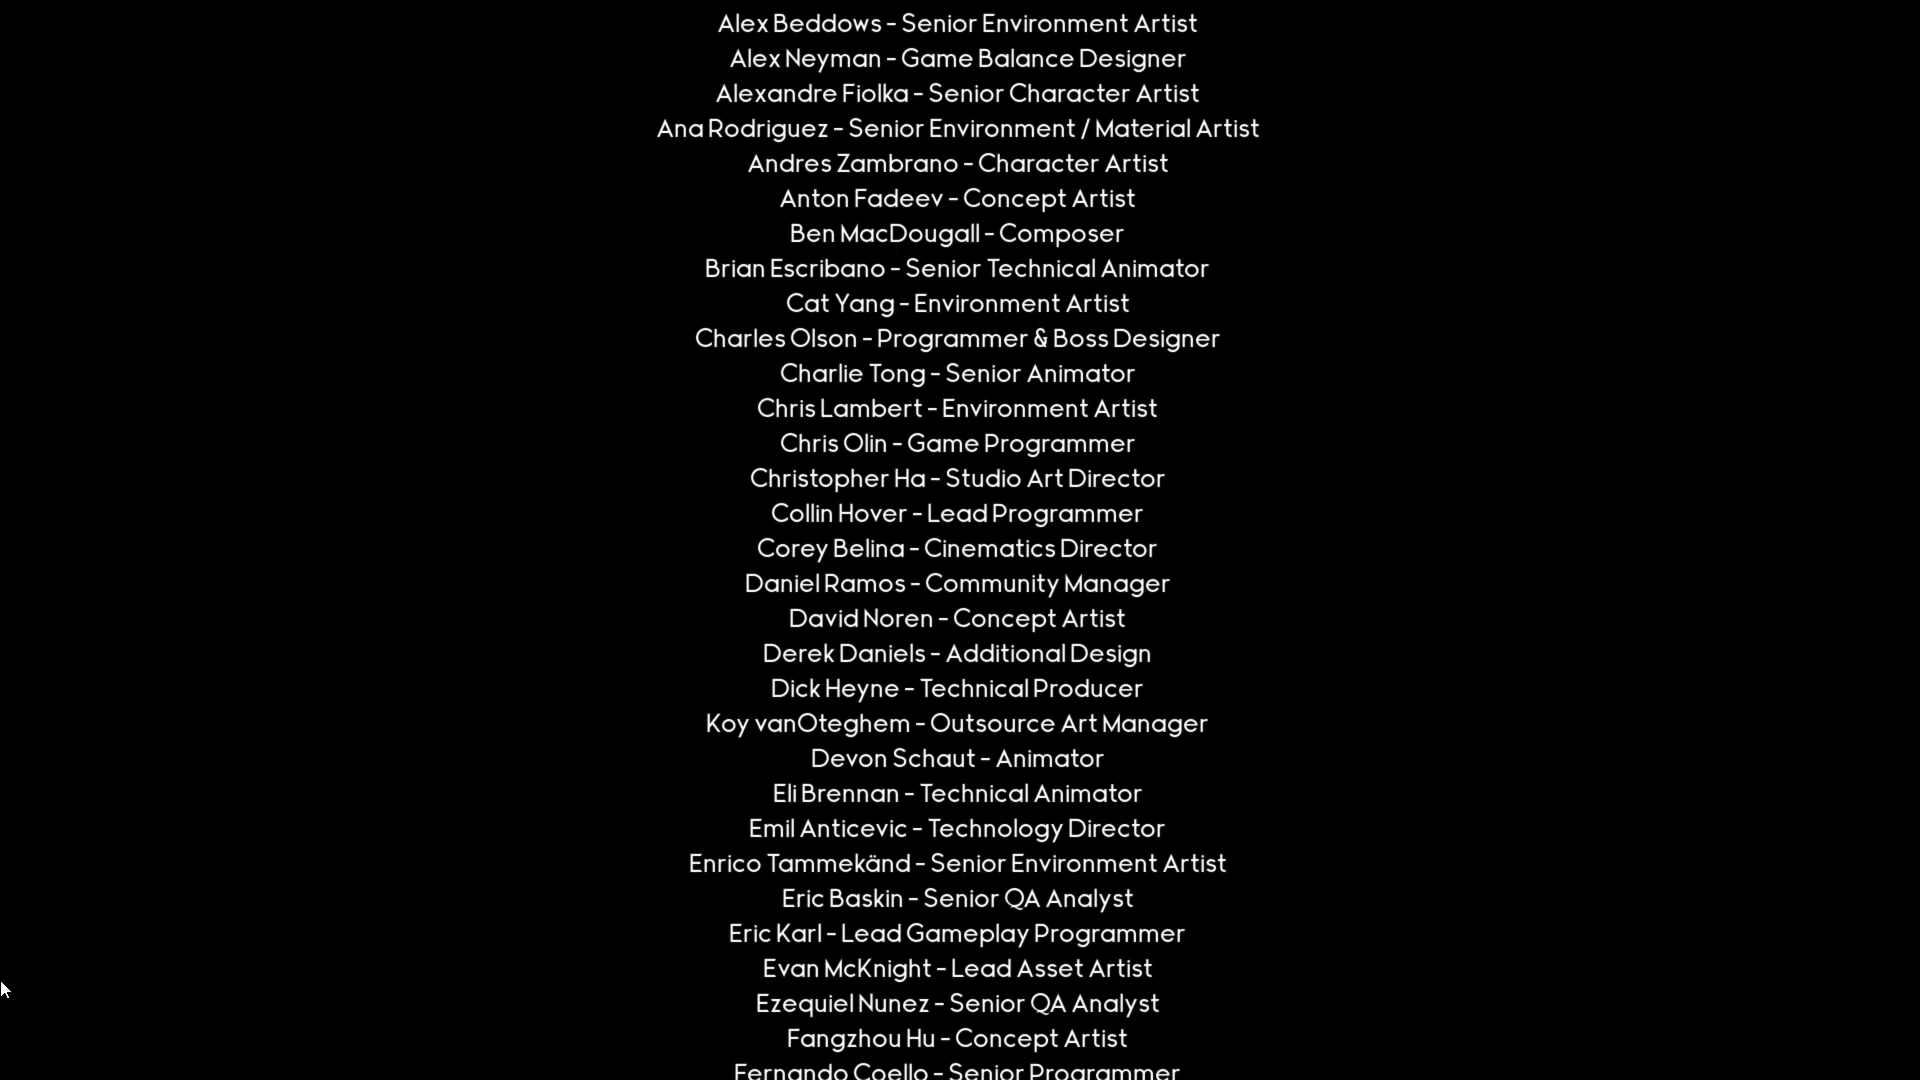 Alex Beddows - Senior Environment Artist
Alex Neyman - Game Balance Designer
Alexandre Fiolka - Senior Character Artist
Ana Rodriguez - Senior Environment / Material Artist
Andres Zambrano - Character Artist
Anton Fadeev - Concept Artist
Ben MacDougall - Composer
Brian Escribano - Senior Technical Animator
Cat Yang - Environment Artist
Charles Olson - Programmer & Boss Designer
Charlie Tong - Senior Animator
Chris Lambert - Environment Artist
Chris Olin - Game Programmer
Christopher Ha - Studio Art Director
Collin Hover - Lead Programmer
Corey Belina - Cinematics Director
Daniel Ramos - Community Manager
David Noren - Concept Artist
Derek Daniels - Additional Design
Dick Heyne - Technical Producer
Koy vanOteghem - Outsource Art Manager
Devon Schaut - Animator
Eli Brennan - Technical Animator
Emil Anticevic - Technology Director
Enrico Tammekänd - Senior Environment Artist
Eric Baskin - Senior QA Analyst
Eric Karl - Lead Gameplay Programmer
Evan McKnight - Lead Asset Artist
Ezequiel Nunez - Senior QA Analyst
Fangzhou Hu - Concept Artist
Fernando Coello - Senior Programmer